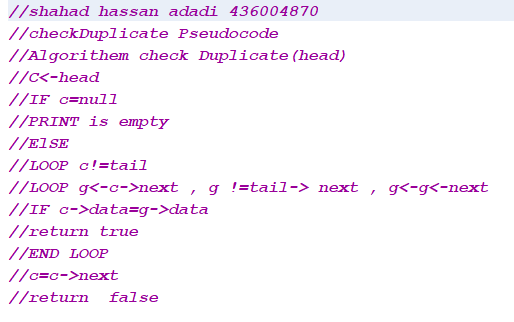 //shahad hassan adadi 436004870
//checkDuplicate Pseudocode
//Algorithem check Duplicate(head)
//C<-head
//IF c=null
//PRINT is empty
//ElSE
//LOOP c!=tail
//LOOP g<-c->next , g !=tail-> next , g<-g<-next
//IF c->data=g->data
//return true
//END LOOP
//c=c->next
//return  false